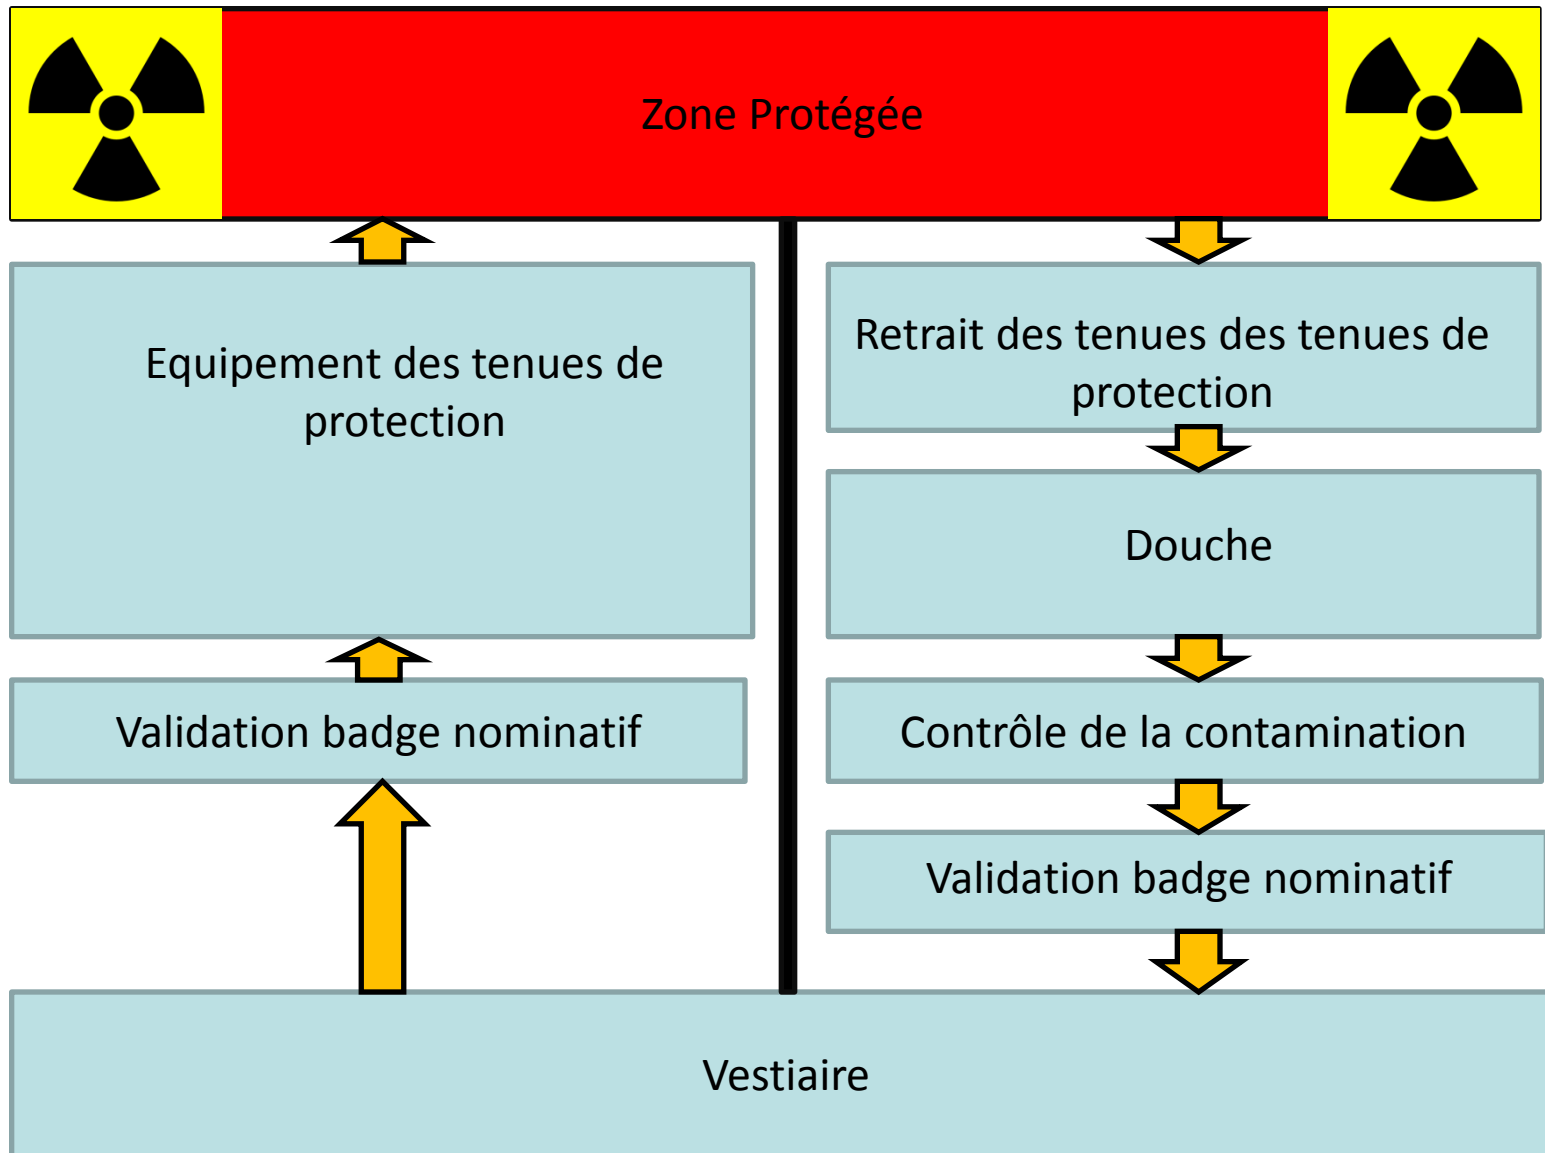 Zone Protégée
Equipement des tenues de
protection
Validation badge nominatif
Retrait des tenues des tenues de
protection
Douche
Contrôle de la contamination
Validation badge nominatif
Vestiaire